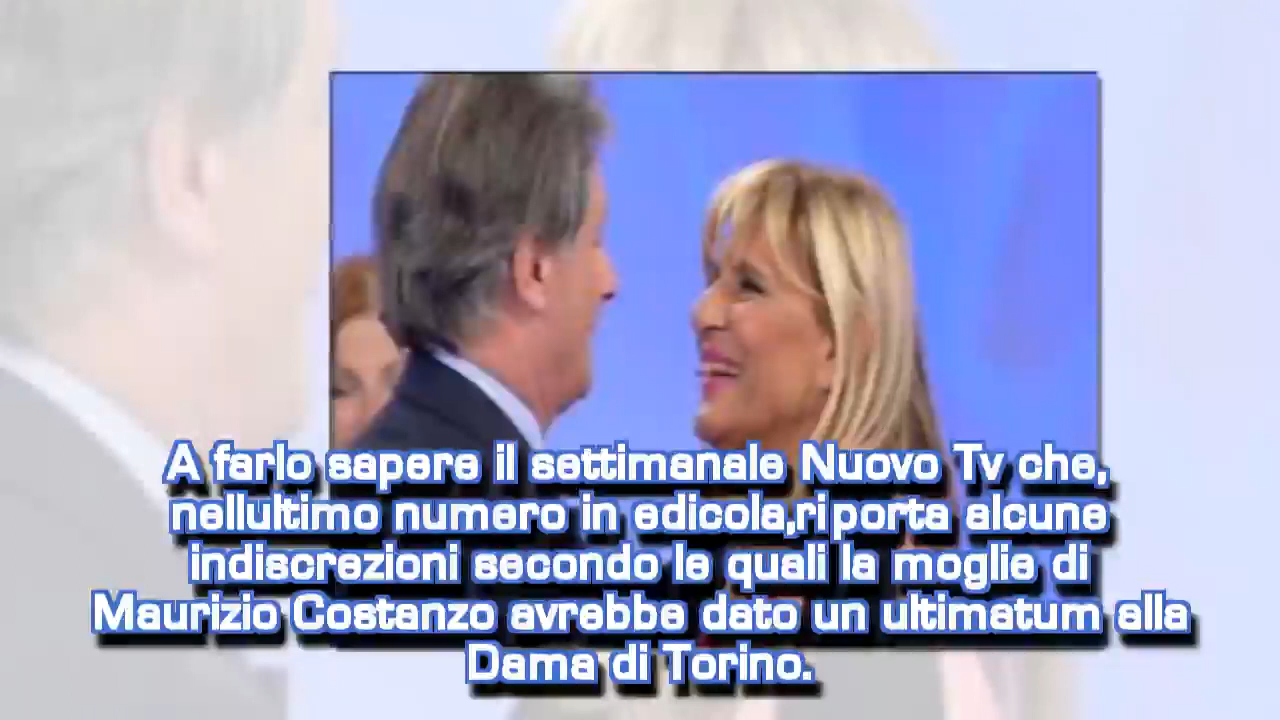 A farlo sapere il settimanale Nuovo Tv che,
nellultimo numero in edicola,riporta alcune
indiscrezioni secondo le quali la moglie di
Maurizio Costanzo avrebbe dato un ultimatum alla
Dama di Torino.